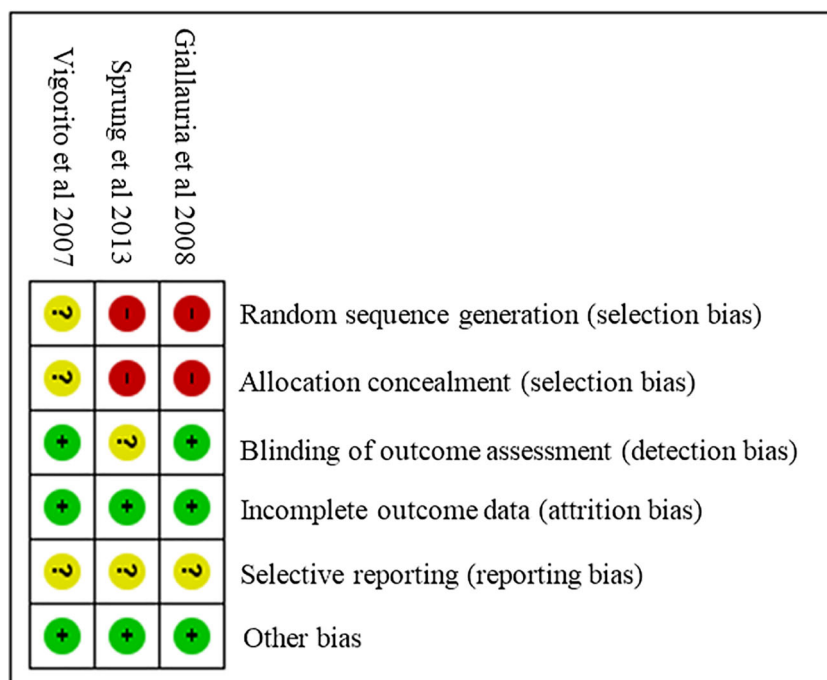 Vigorito et al 2007
Sprung et al 2013
Giallauria et al 2008
? - - Random sequence generation (selection bias)
? - - Allocation concealment (selection bias)
+ ? + Blinding of outcome assessment (detection bias)
+ + + Incomplete outcome data (attrition bias)
? ? ? Selective reporting (reporting bias)
+ + + Other bias